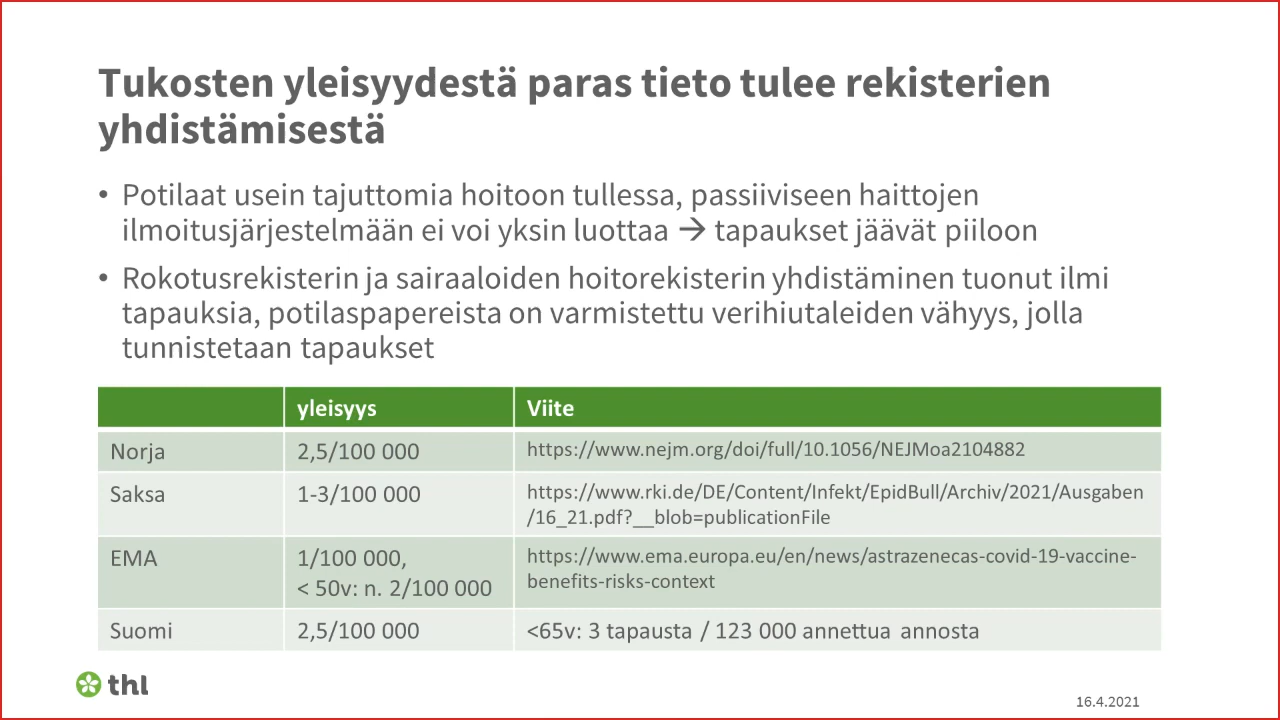 Tukosten yleisyydestä paras tieto tulee rekisterien
yhdistämisestä
• Potilaat usein tajuttomia hoitoon tullessa, passiiviseen haittojen
ilmoitusjärjestelmään ei voi yksin luottaa → tapaukset jäävät piiloon
• Rokotusrekisterin ja sairaaloiden hoitorekisterin yhdistäminen tuonut ilmi
tapauksia, potilaspapereista on varmistettu verihiutaleiden vähyys, jolla
tunnistetaan tapaukset
yleisyys Viite
Norja 2,5/100 000 https://www.nejm.org/doi/full/10.1056/NEJMoa2104882
Saksa 1-3/100 000 https://www.rki.de/DE/Content/Infekt/EpidBull/Archiv/2021/Ausgaben
/16_21.pdf?__blob=publicationFile
EMA 1/100 000, https://www.ema.europa.eu/en/news/astrazenecas-covid-19-vaccine-
< 50v: n. 2/100 000 benefits-risks-context
Suomi 2,5/100 000 <65v: 3 tapausta / 123 000 annettua annosta
thl
16.4.2021